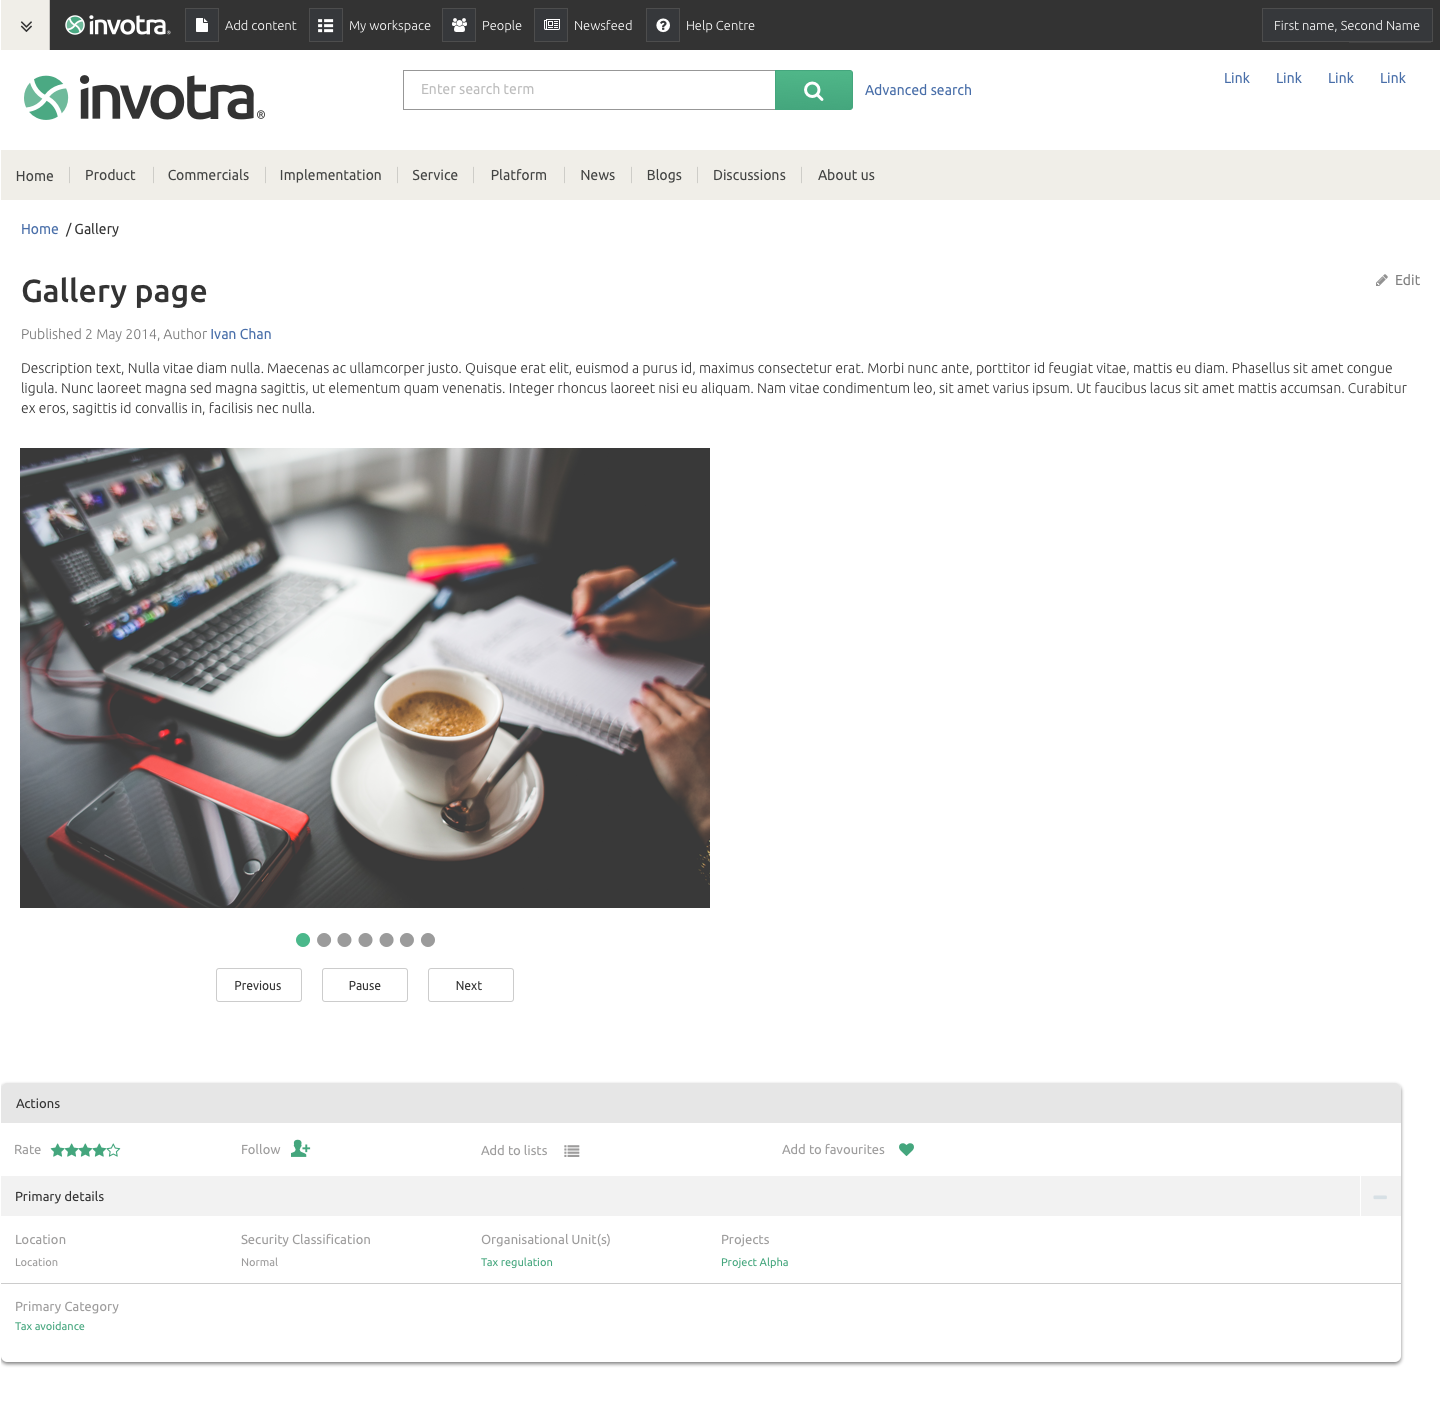 invotra® Add content My workspace People Newsfeed Help Centre First name, Second Name
invotra® Enter search term Advanced search Link Link Link Link
Home Product Commercials Implementation Service Platform News Blogs Discussions About us
Home / Gallery
Gallery page
Edit
Published 2 May 2014, Author Ivan Chan
Description text, Nulla vitae diam nulla. Maecenas ac ullamcorper justo. Quisque erat elit, euismod a purus id, maximus consectetur erat. Morbi nunc ante, porttitor id feugiat vitae, mattis eu diam. Phasellus sit amet congue
ligula. Nunc laoreet magna sed magna sagittis, ut elementum quam venenatis. Integer rhoncus laoreet nisi eu aliquam. Nam vitae condimentum leo, sit amet varius ipsum. Ut faucibus lacus sit amet mattis accumsan. Curabitur
ex eros, sagittis id convallis in, facilisis nec nulla.
Previous Pause Next
Actions
Rate Follow Add to lists Add to favourites
Primary details
Location Security Classification Organisational Unit(s) Projects
Location Normal Tax regulation Project Alpha
Primary Category
Tax avoidance